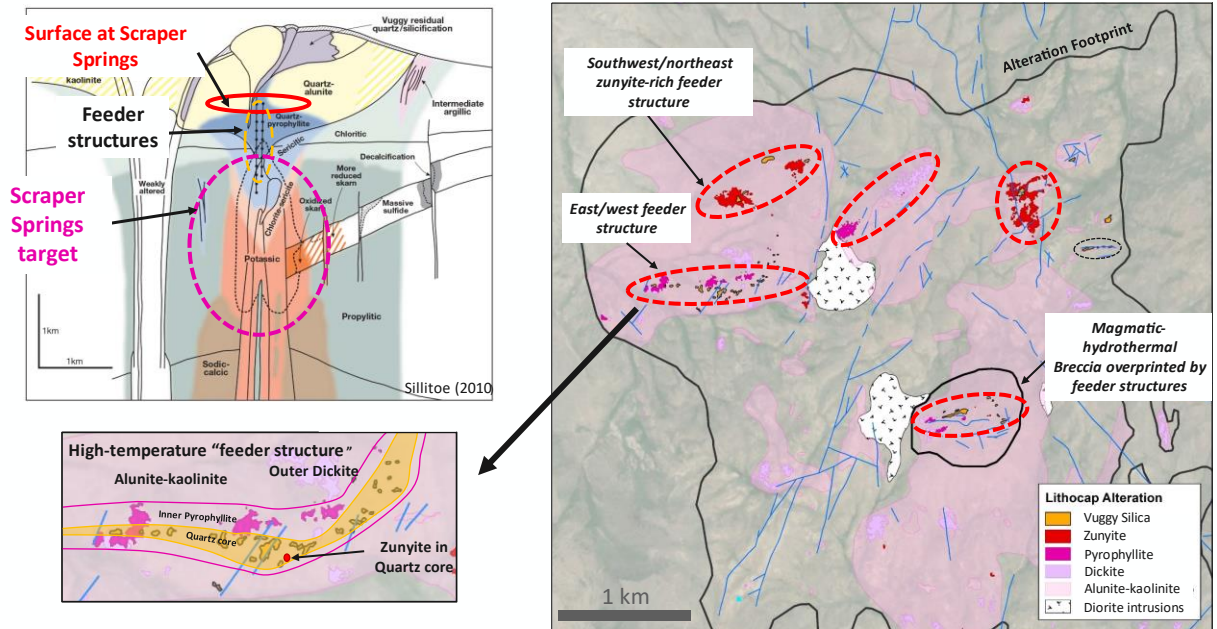 Surface at Scraper
Springs
Feeder
structures
Scraper
Springs
target
Vuggy residual
quartz/silicification
kaolinite
Quartz-
alunite
Intermediate
argillic
Quartz-
pyrophyllite
Chloritic
Sericitic
Decalcification
More
reduced
skarn
Weakly
altered
Oxidized
skarn
Massive
sulfide
Chlorite-sericite
Potassic
Propylitic
1km
1km
Sodic-
calcic
Sillitoe (2010)
High-temperature “feeder structure”
Outer Dickite
Alunite-kaolinite
Inner Pyrophyllite
Quartz core
Zunyite in
Quartz core
Alteration Footprint
Southwest/northeast
zunyite-rich feeder
structure
East/west feeder
structure
Magmatic-
hydrothermal
Breccia overprinted by
feeder structures
1 km
Lithocap Alteration
Vuggy Silica
Zunyite
Pyrophyllite
Dickite
Alunite-kaolinite
Diorite intrusions